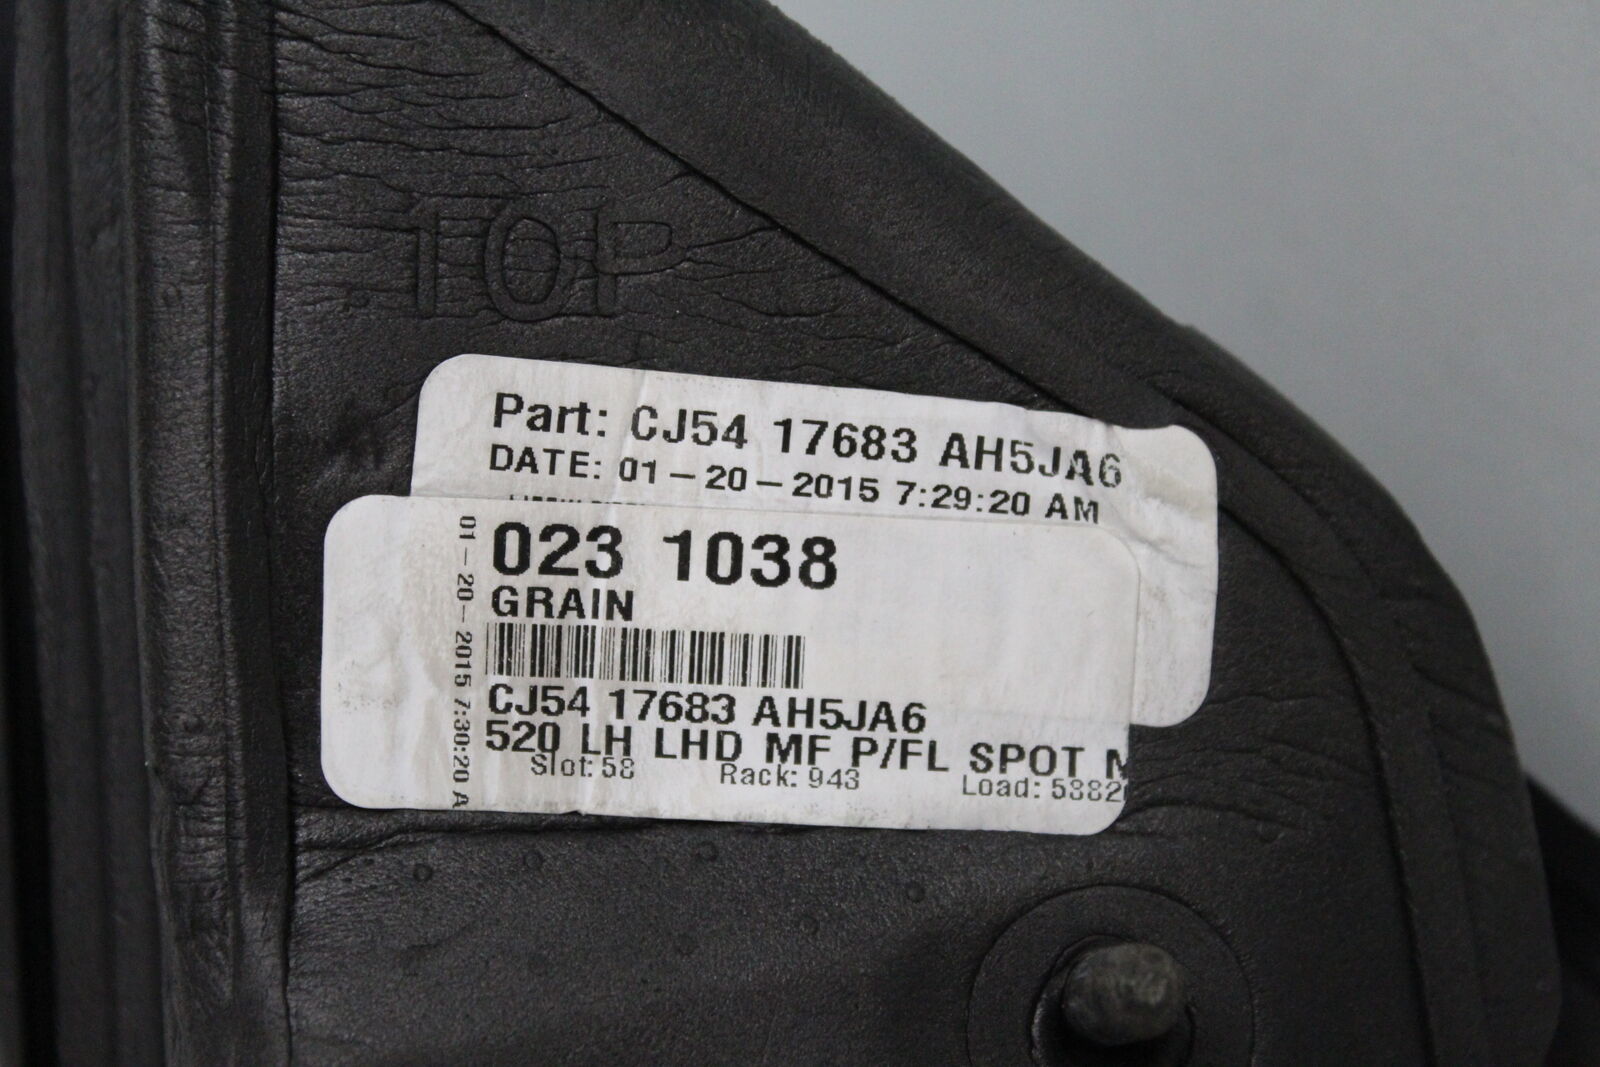 TOP
Part: CJ54 17683 AH5JA6
DATE: 01-20-2015 7:29:20 AM
01-20-2015 7:30:20 A
023 1038
GRAIN
CJ54 17683 AH5JA6
520 LH LHD MF P/FL SPOT
Slot: 58 Rack: 943 Load: